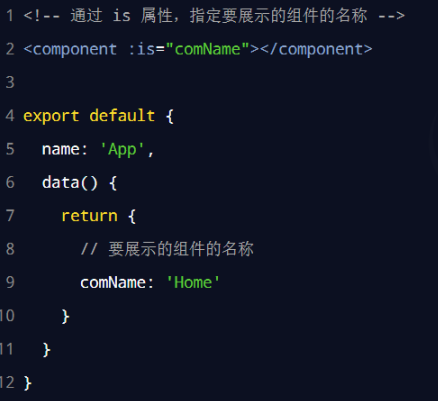 1 <!-- 通过 is 属性，指定要展示的组件的名称 -->
2 <component :is="comName"></component>
3
4 export default {
5   name: 'App',
6   data() {
7     return {
8       // 要展示的组件的名称
9       comName: 'Home'
10     }
11   }
12 }